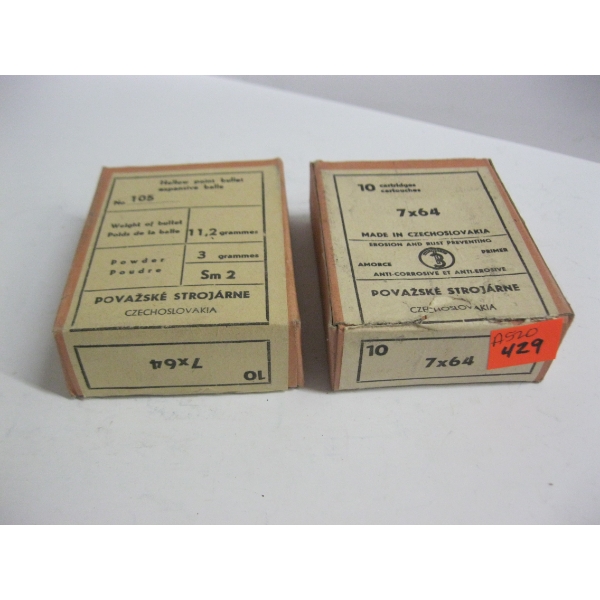 Hollow point bullet
expansive balle
No 105
Weight of bullet
Poids de la balle 11,2 grammes
Powder
Poudre
3 grammes
Sm 2
POVAŽSKÉ STROJÁRNE
CZECHOSLOVAKIA
10
7x64
10 cartridges
cartouches
7x64
MADE IN CZECHOSLOVAKIA
EROSION AND RUST PREVENTING
AMORCE PRIMER
ANTI-CORROSIVE ET ANTI-EROSIVE
POVAŽSKÉ STROJÁRNE
CZECHOSLOVAKIA
10
7x64
A520
429